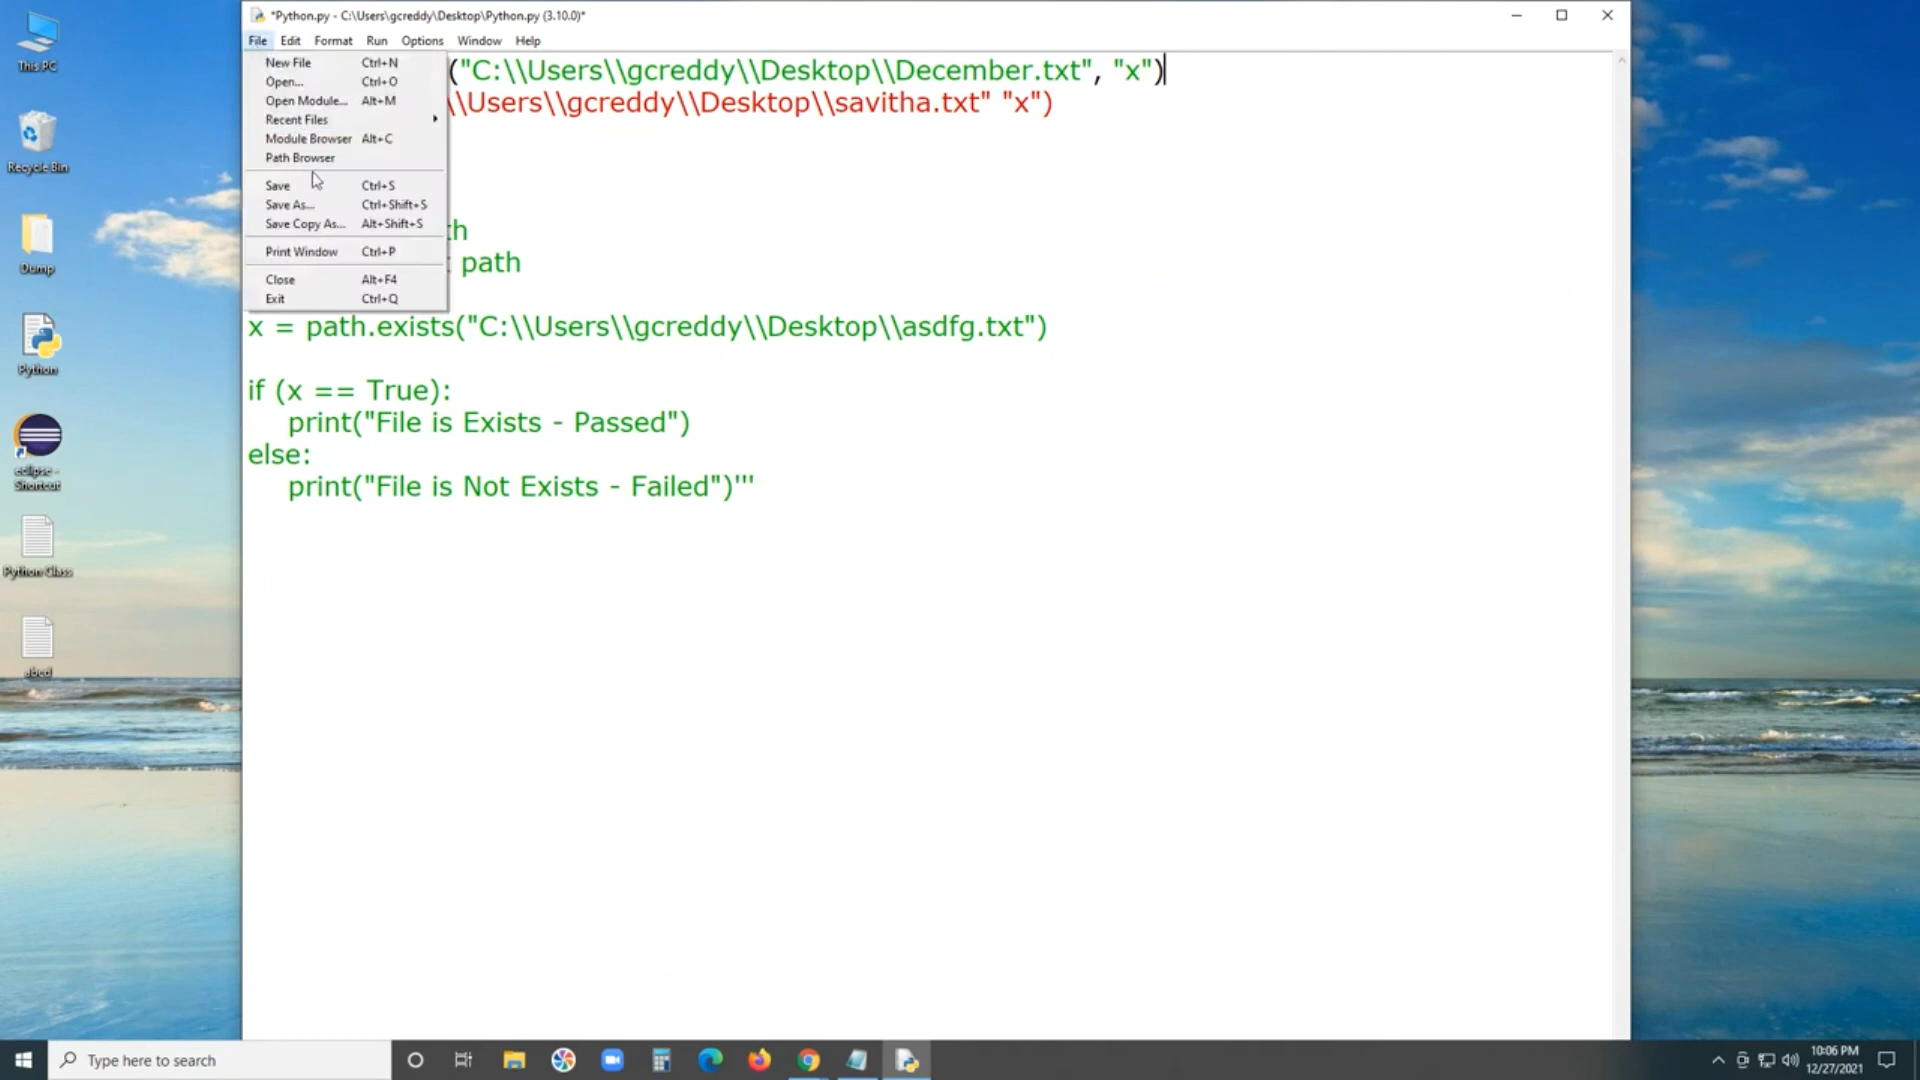 *Python.py - C:\Users\gcreddy\Desktop\Python.py (3.10.0)*
File Edit Format Run Options Window Help
("C:\\Users\\gcreddy\\Desktop\\December.txt", "x")
\\Users\\gcreddy\\Desktop\\savitha.txt" "x")
New File Ctrl+N
Open... Ctrl+O
Open Module... Alt+M
Recent Files
Module Browser Alt+C
Path Browser
Save Ctrl+S
Save As... Ctrl+Shift+S
Save Copy As... Alt+Shift+S
Print Window Ctrl+P
Close Alt+F4
Exit Ctrl+Q
th
path
x = path.exists("C:\\Users\\gcreddy\\Desktop\\asdfg.txt")
if (x == True):
print("File is Exists - Passed")
else:
print("File is Not Exists - Failed")'''
This PC
Recycle Bin
Dump
Python
eclipse -
Shortcut
Python Class
abcd
Type here to search
10:06 PM
12/27/2021